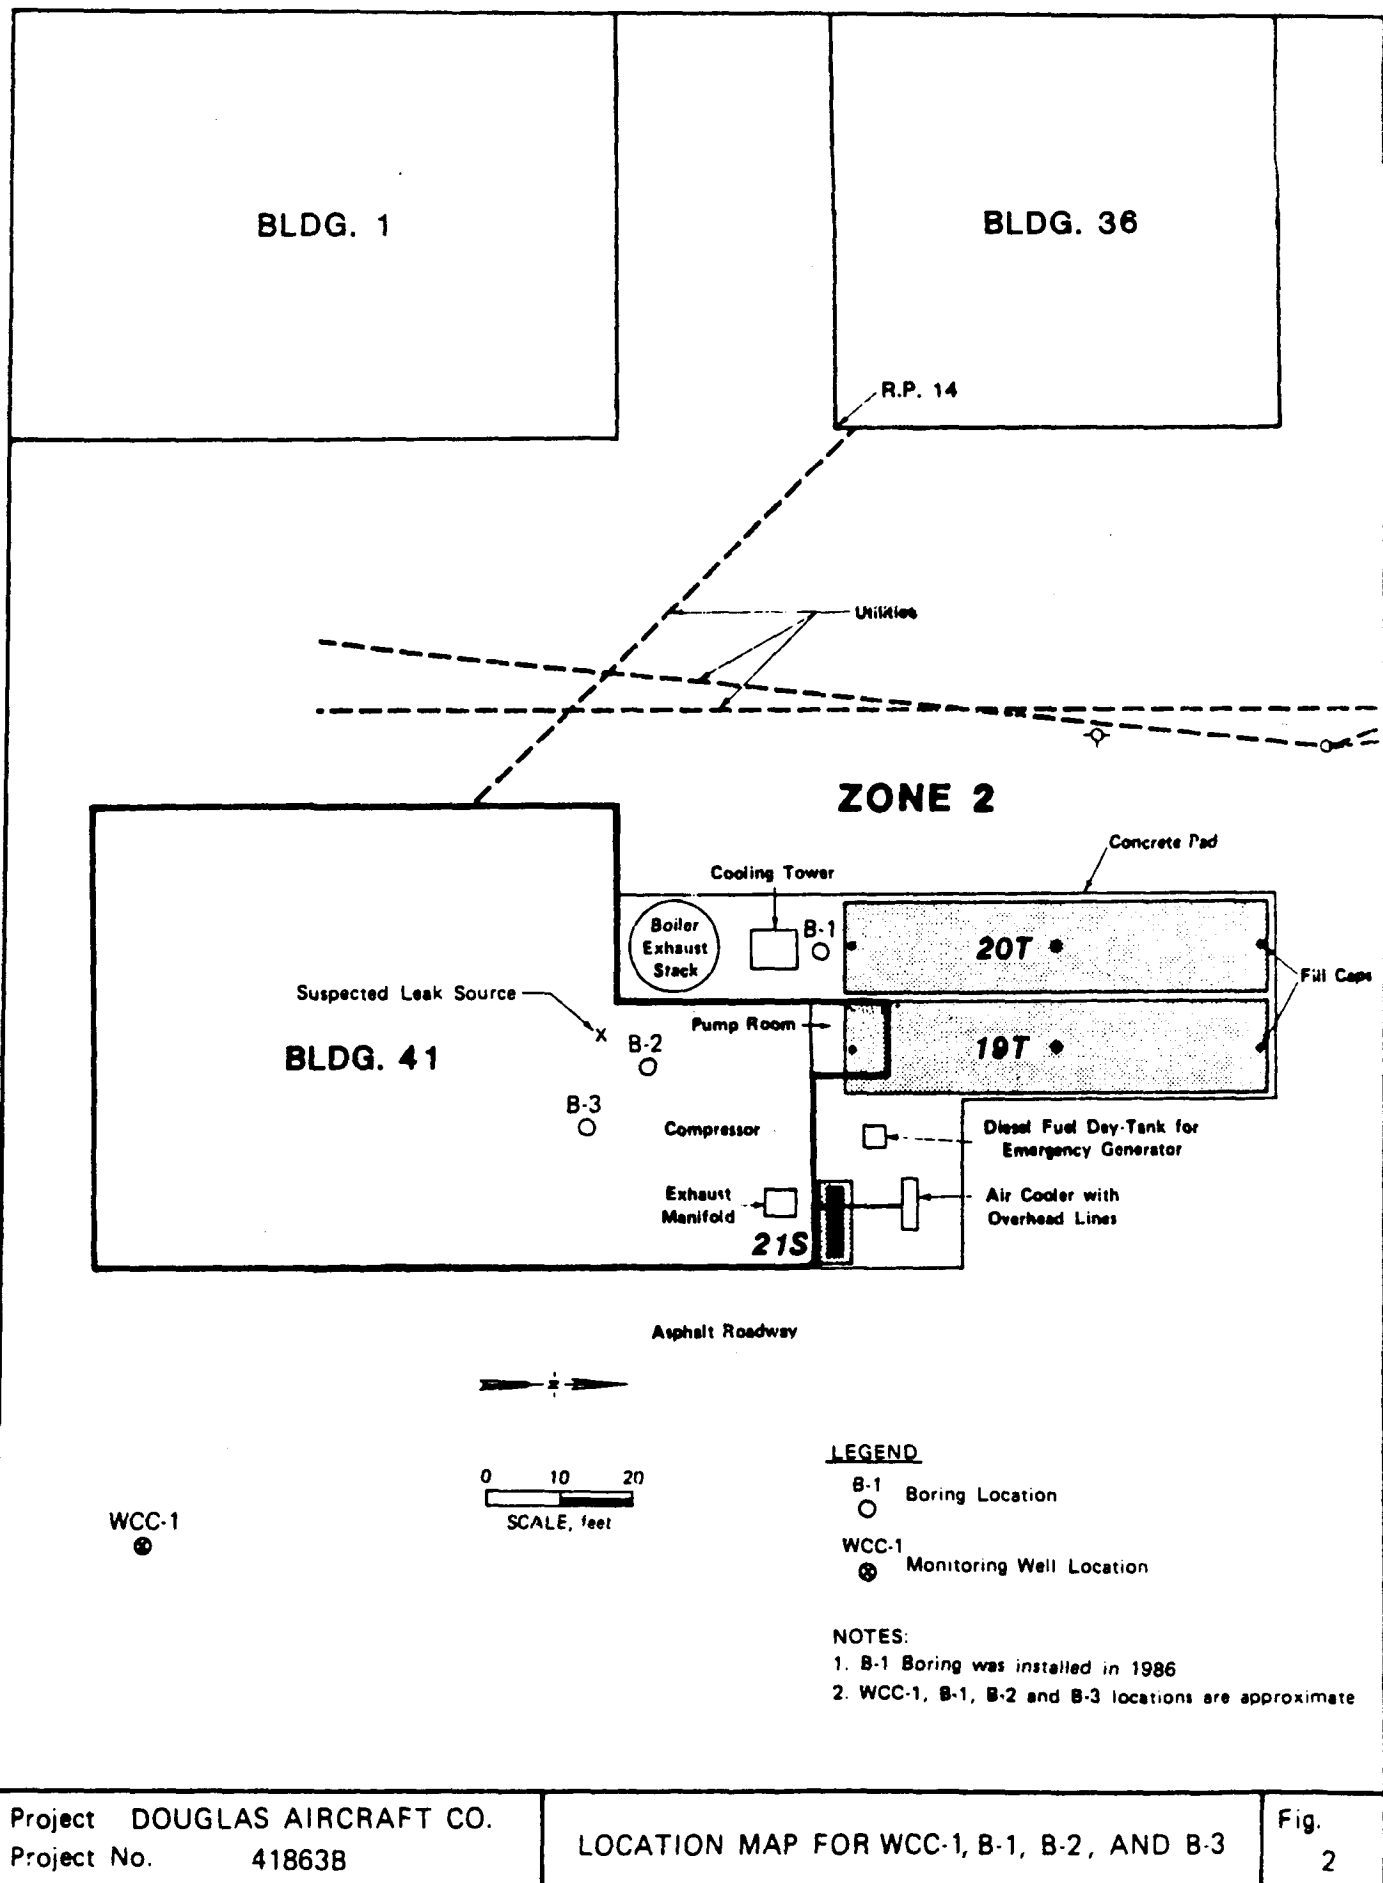 BLDG. 1
BLDG. 36
R.P. 14
Utilities
ZONE 2
Concrete Pad
Cooling Tower
Boiler
Exhaust
Stack
B-1
20T
Fill Caps
Suspected Leak Source
X
Pump Room
B-2
BLDG. 41
19T
B-3
Compressor
Diesel Fuel Day-Tank for
Emergency Generator
Exhaust
Manifold
Air Cooler with
Overhead Lines
21S
Asphalt Roadway
Z
0 10 20
SCALE, feet
WCC-1
LEGEND
B-1
Boring Location
WCC-1
Monitoring Well Location
NOTES:
1. B-1 Boring was installed in 1986
2. WCC-1, B-1, B-2 and B-3 locations are approximate
Project DOUGLAS AIRCRAFT CO.
Project No. 41863B
LOCATION MAP FOR WCC-1, B-1, B-2, AND B-3
Fig.
2